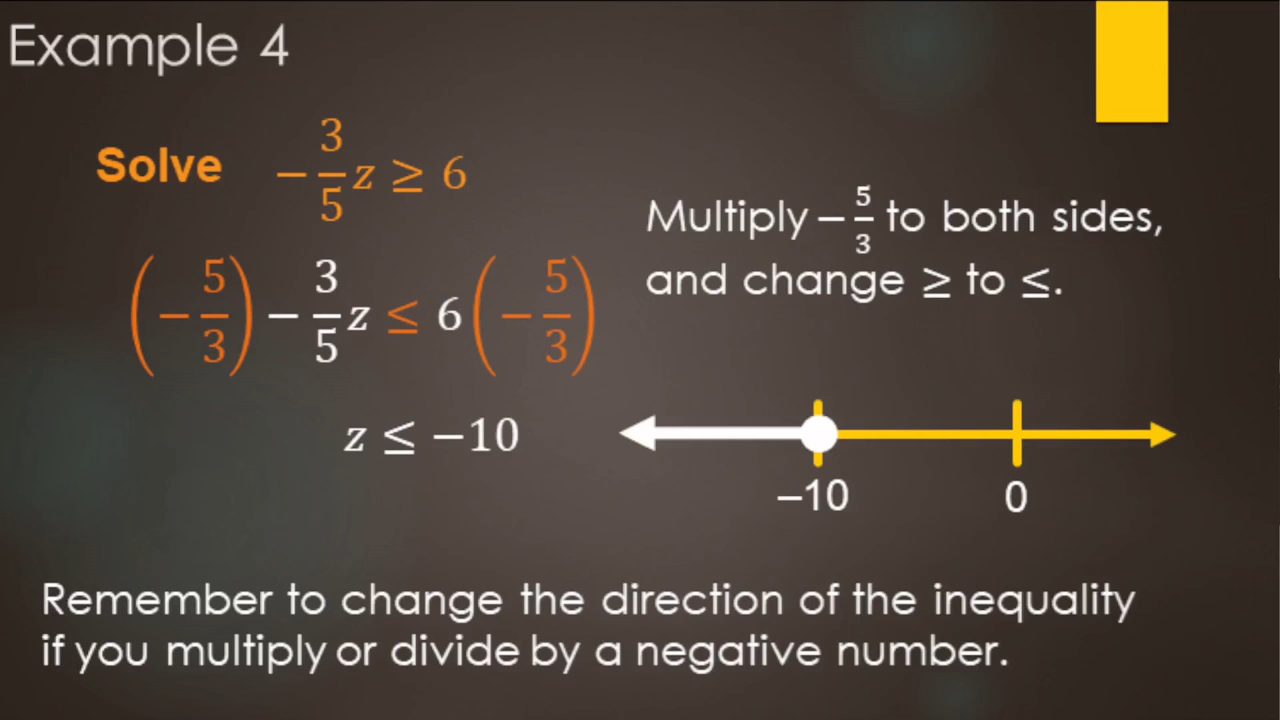 Example 4
Solve −3/5 z ≥ 6
Multiply −5/3 to both sides,
and change ≥ to ≤.
(−5/3) −3/5 z ≤ 6 (−5/3)
z ≤ −10
–10 0
Remember to change the direction of the inequality
if you multiply or divide by a negative number.